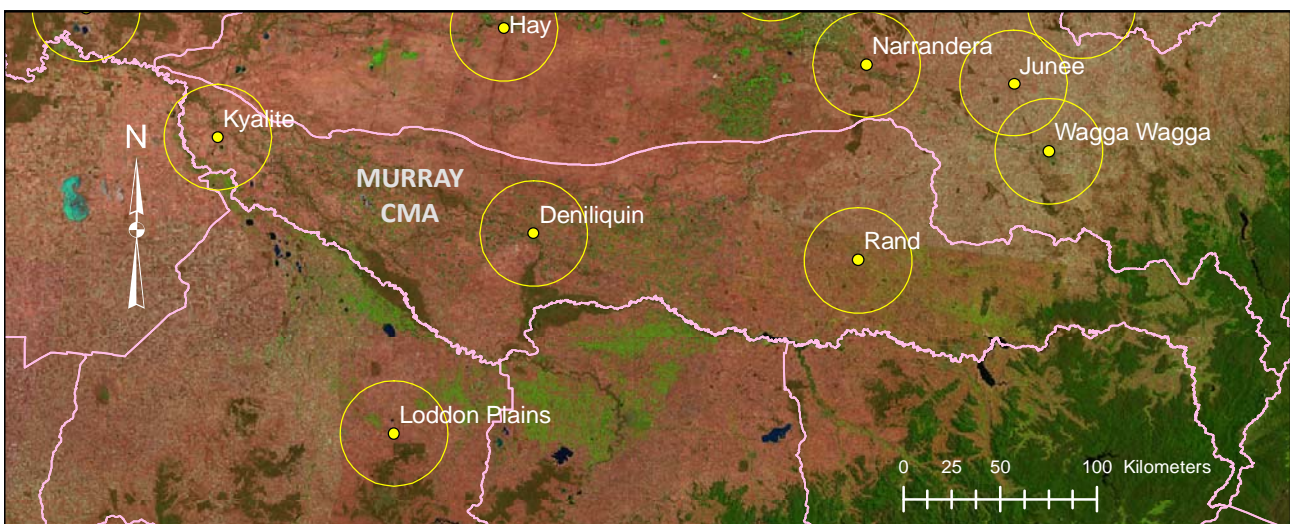 Hay
Narrandera
Junee
Kyalite
Wagga Wagga
N
MURRAY
CMA
Deniliquin
Rand
Loddon Plains
0 25 50 100 Kilometers